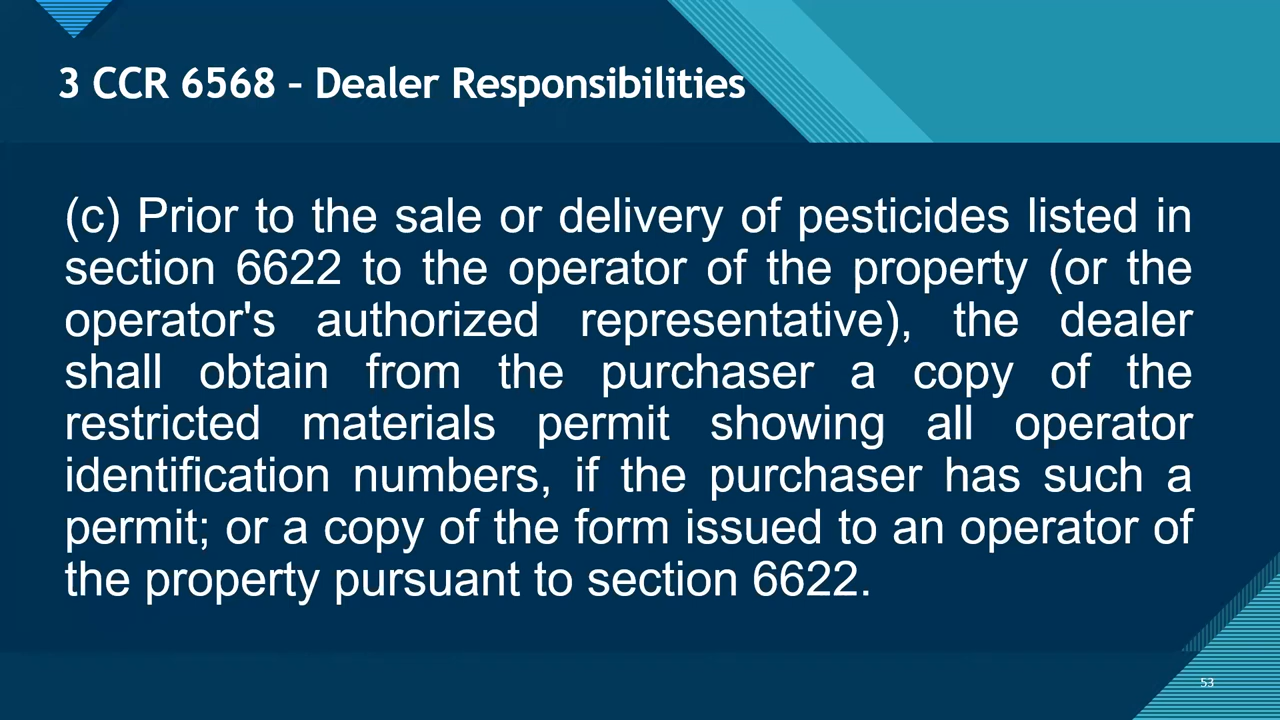 3 CCR 6568 – Dealer Responsibilities
(c) Prior to the sale or delivery of pesticides listed in
section 6622 to the operator of the property (or the
operator's authorized representative), the dealer
shall obtain from the purchaser a copy of the
restricted materials permit showing all operator
identification numbers, if the purchaser has such a
permit; or a copy of the form issued to an operator of
the property pursuant to section 6622.
53